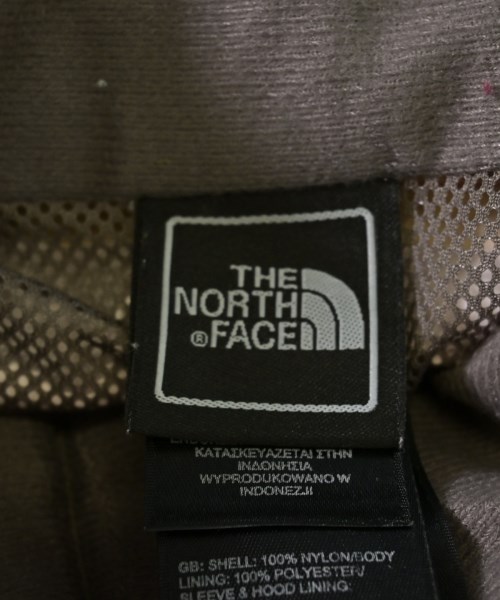 THE
NORTH
® FACE
ΚΑΤΑΣΚΕΥΑΖΕΤΑΙ ΣΤΗΝ
ΙΝΔΟΝΗΣΙΑ
WYPRODUKOWANO W
INDONEZJI
GB: SHELL: 100% NYLON/BODY
LINING: 100% POLYESTER/
SLEEVE & HOOD LINING: